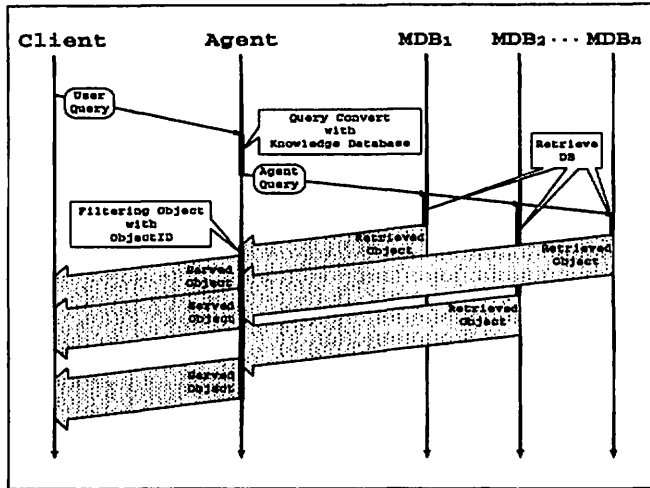 Client Agent MDB1 MDB2 ··· MDBn
User
Query
Query Convert
with
Knowledge Database
Retrieve
DB
Agent
Query
Filtering Object
with
ObjectID
Retrieved
Object
Retrieved
Object
Served
Object
Served
Object
Retrieved
Object
Served
Object